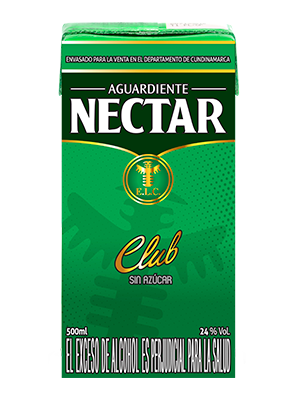 ENVASADO PARA LA VENTA EN EL DEPARTAMENTO DE CUNDINAMARCA
AGUARDIENTE
NECTAR
E.L.C.
Club
SIN AZÚCAR
500ml 24 % Vol.
EL EXCESO DE ALCOHOL ES PERJUDICIAL PARA LA SALUD